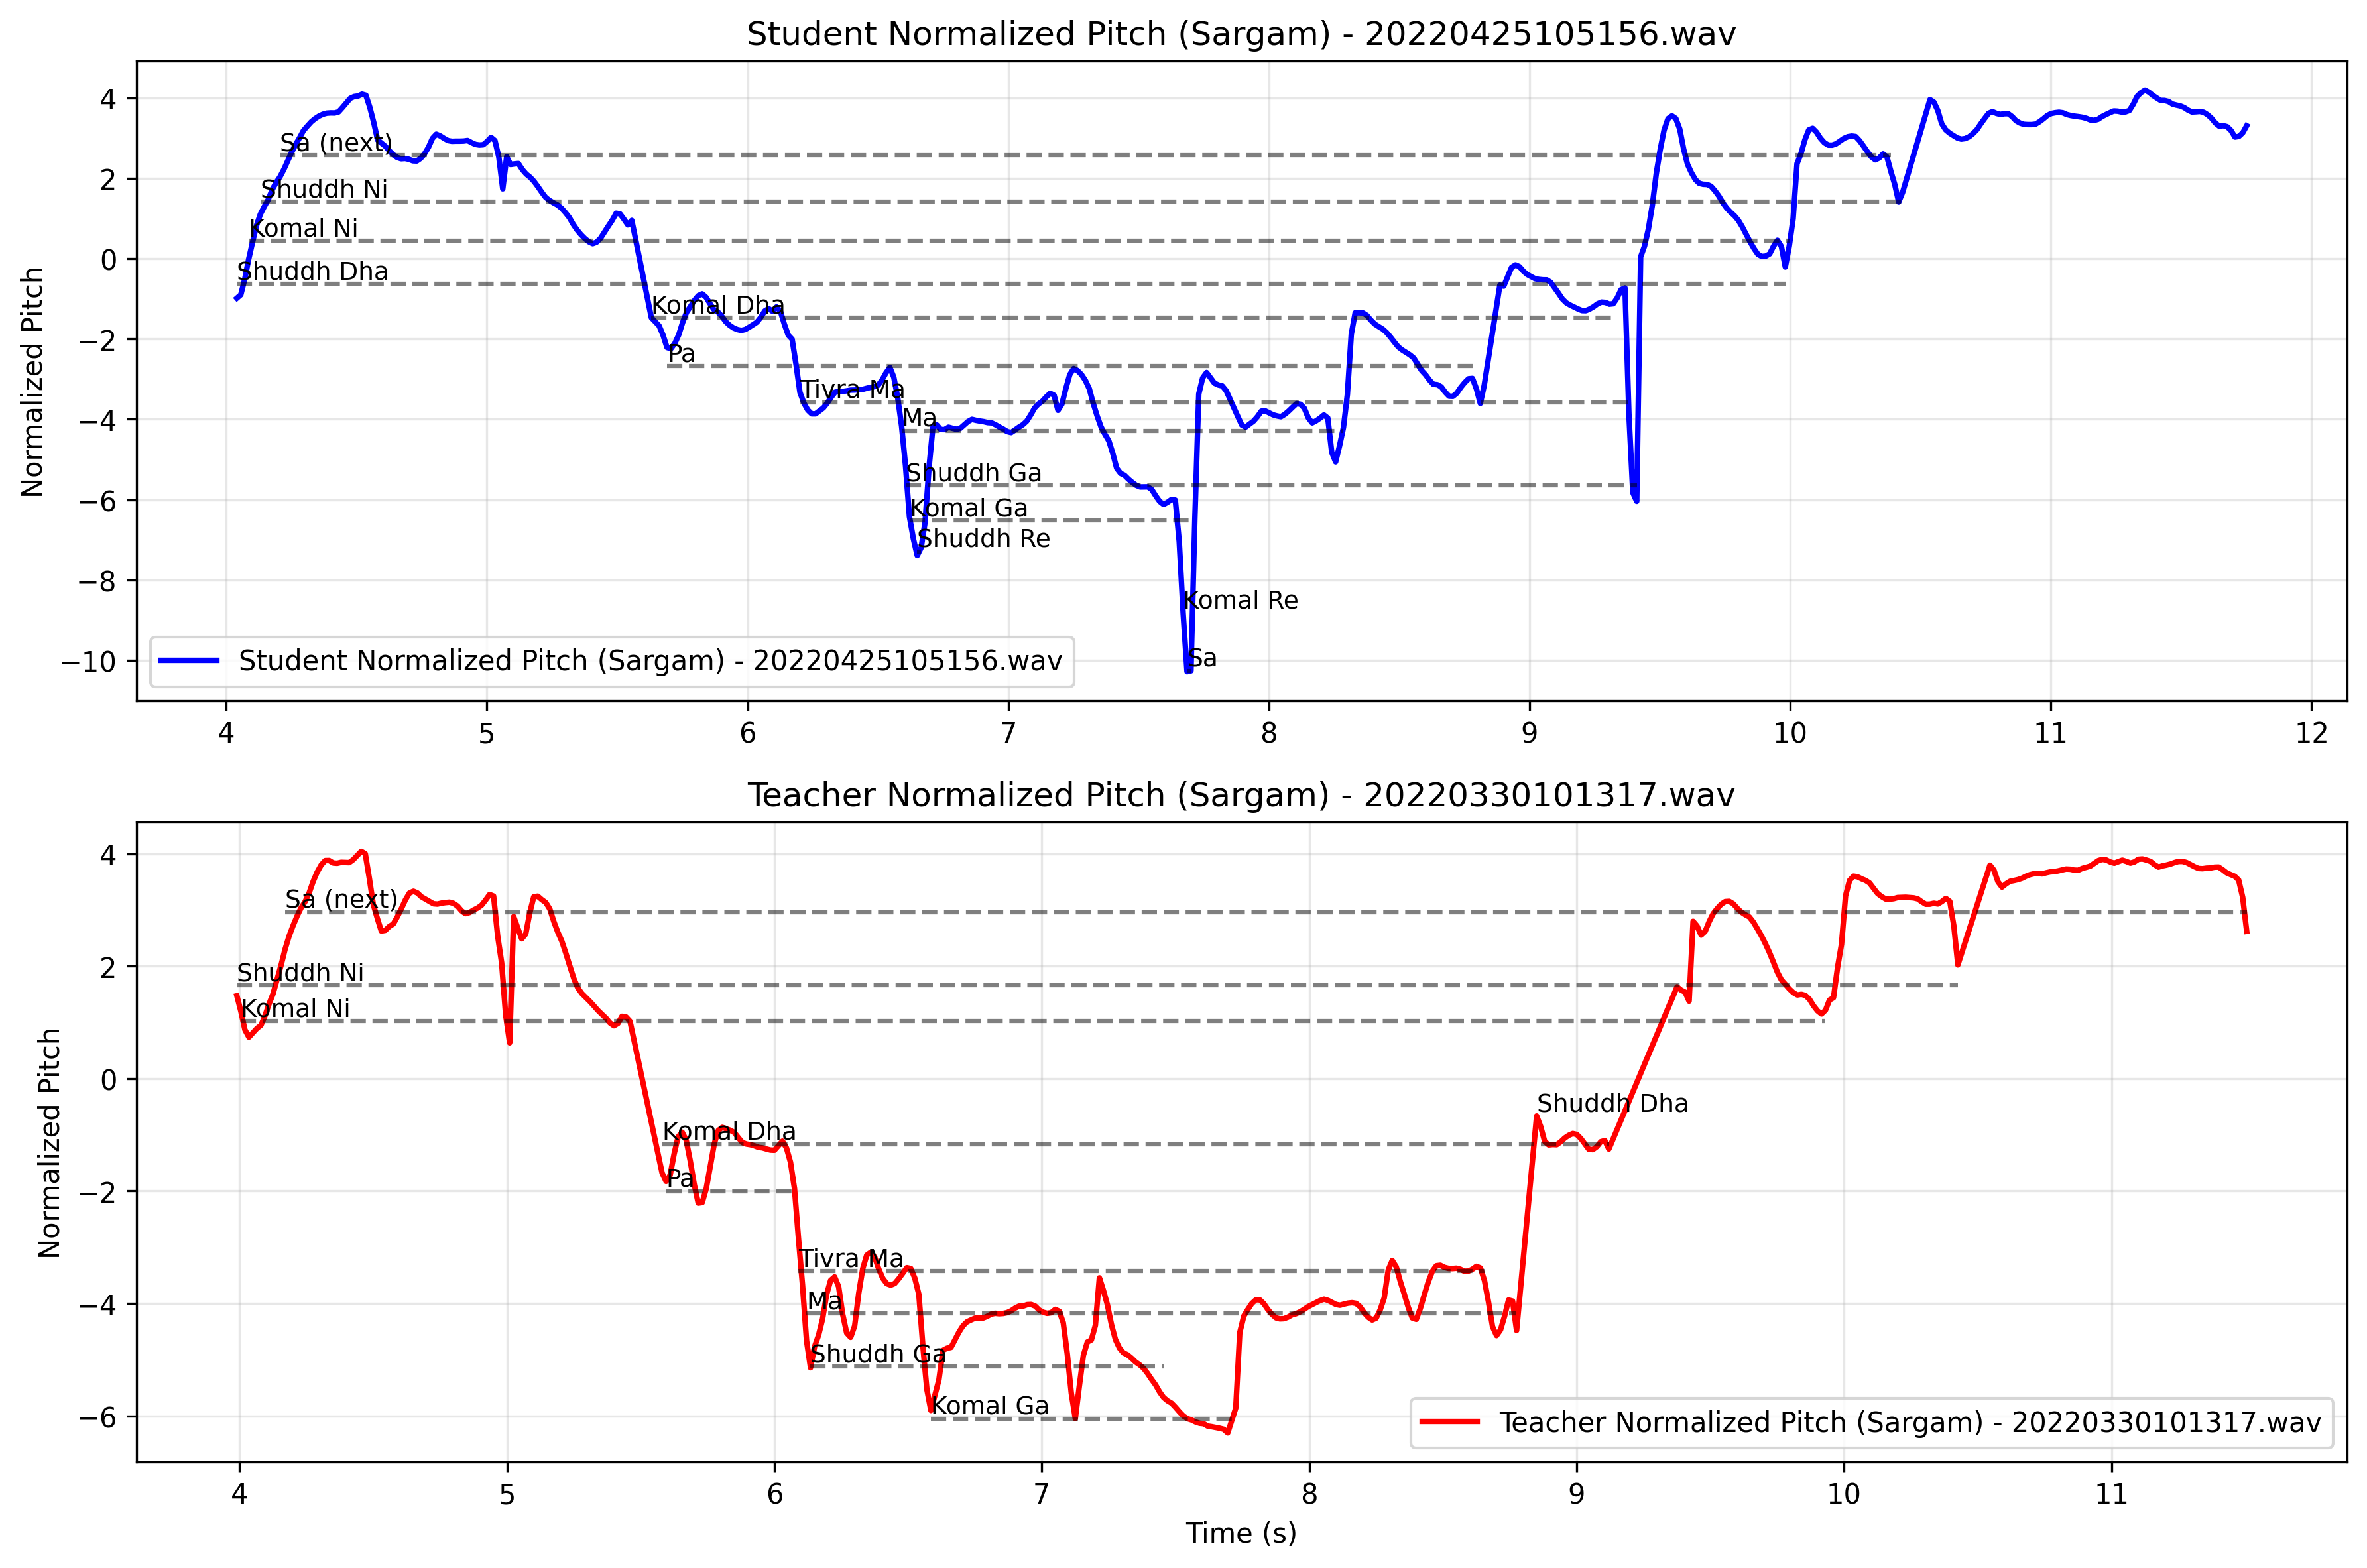 Student Normalized Pitch (Sargam) - 20220425105156.wav
Normalized Pitch
4
2
0
−2
−4
−6
−8
−10
Sa (next)
Shuddh Ni
Komal Ni
Shuddh Dha
Komal Dha
Pa
Tivra Ma
Ma
Shuddh Ga
Komal Ga
Shuddh Re
Komal Re
Sa
Student Normalized Pitch (Sargam) - 20220425105156.wav
4 5 6 7 8 9 10 11 12
Teacher Normalized Pitch (Sargam) - 20220330101317.wav
Normalized Pitch
4
2
0
−2
−4
−6
Sa (next)
Shuddh Ni
Komal Ni
Shuddh Dha
Komal Dha
Pa
Tivra Ma
Ma
Shuddh Ga
Komal Ga
Teacher Normalized Pitch (Sargam) - 20220330101317.wav
4 5 6 7 8 9 10 11
Time (s)